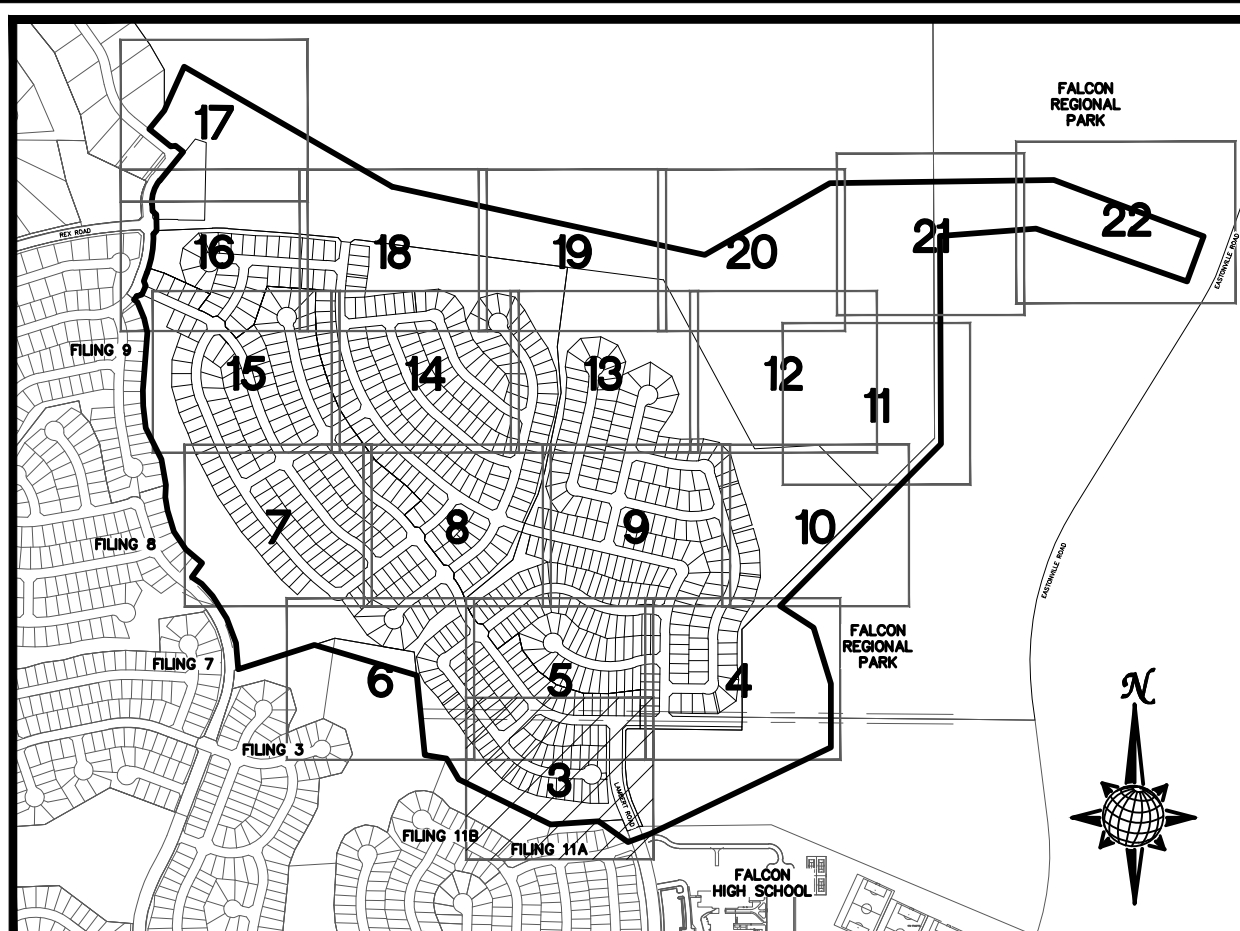 FALCON
REGIONAL
PARK
17
22
REX ROAD
16
18
19
20
21
EASTONVILLE ROAD
FILING 9
15
14
13
12
11
7
8
9
10
FILING 8
EASTONVILLE ROAD
FILING 7
6
5
4
FALCON
REGIONAL
PARK
N
FILING 3
3
LAMBERT ROAD
FILING 11B
FILING 11A
FALCON
HIGH SCHOOL